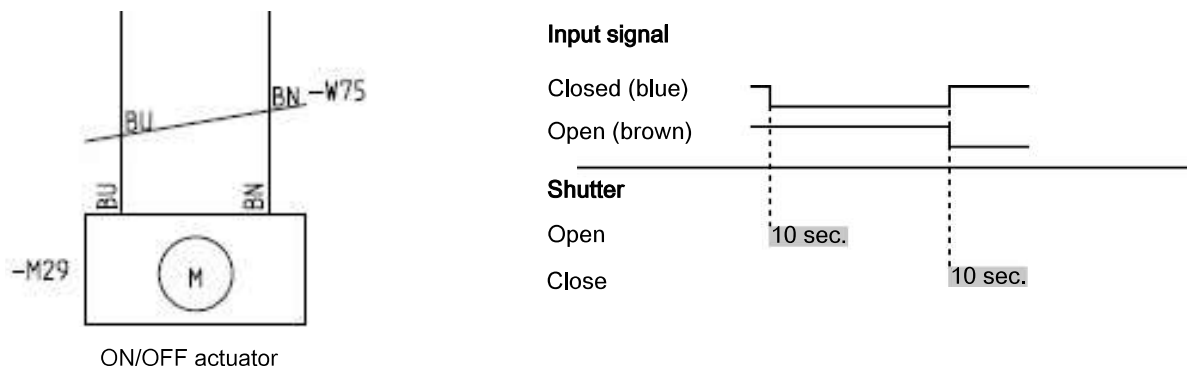 BU
BN -W75
BU
BN
-M29
M
ON/OFF actuator
Input signal
Closed (blue)
Open (brown)
Shutter
Open
10 sec.
Close
10 sec.